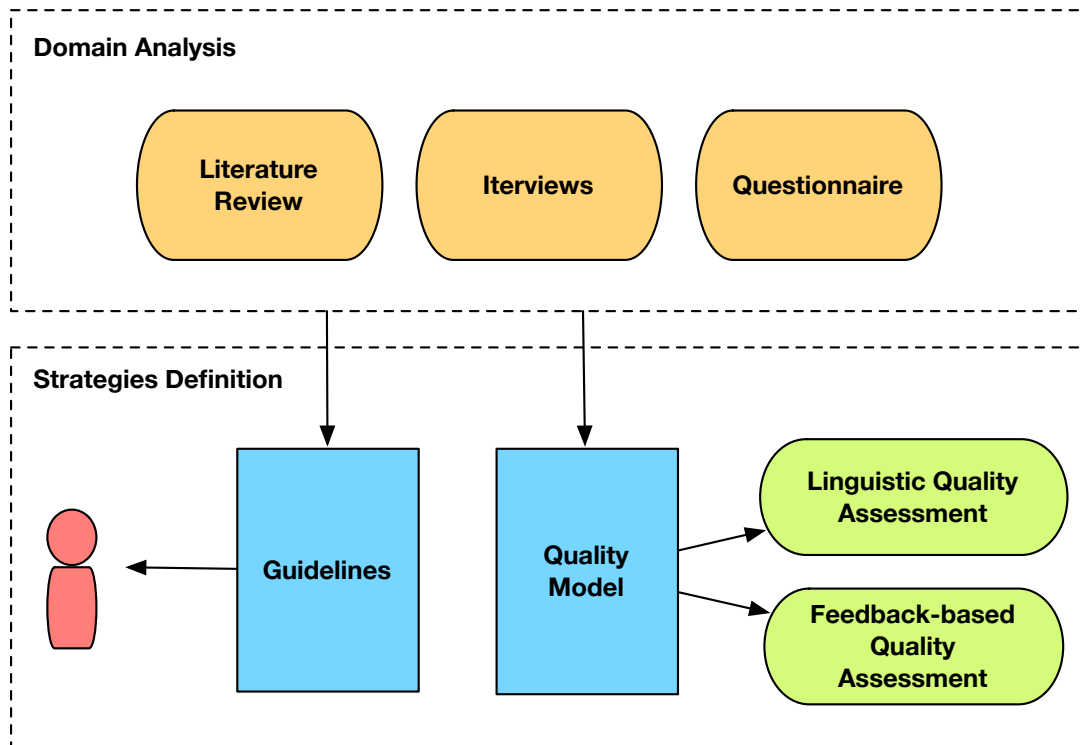 Domain Analysis
Literature
Review
Iterviews
Questionnaire
Strategies Definition
Guidelines
Quality
Model
Linguistic Quality
Assessment
Feedback-based
Quality
Assessment